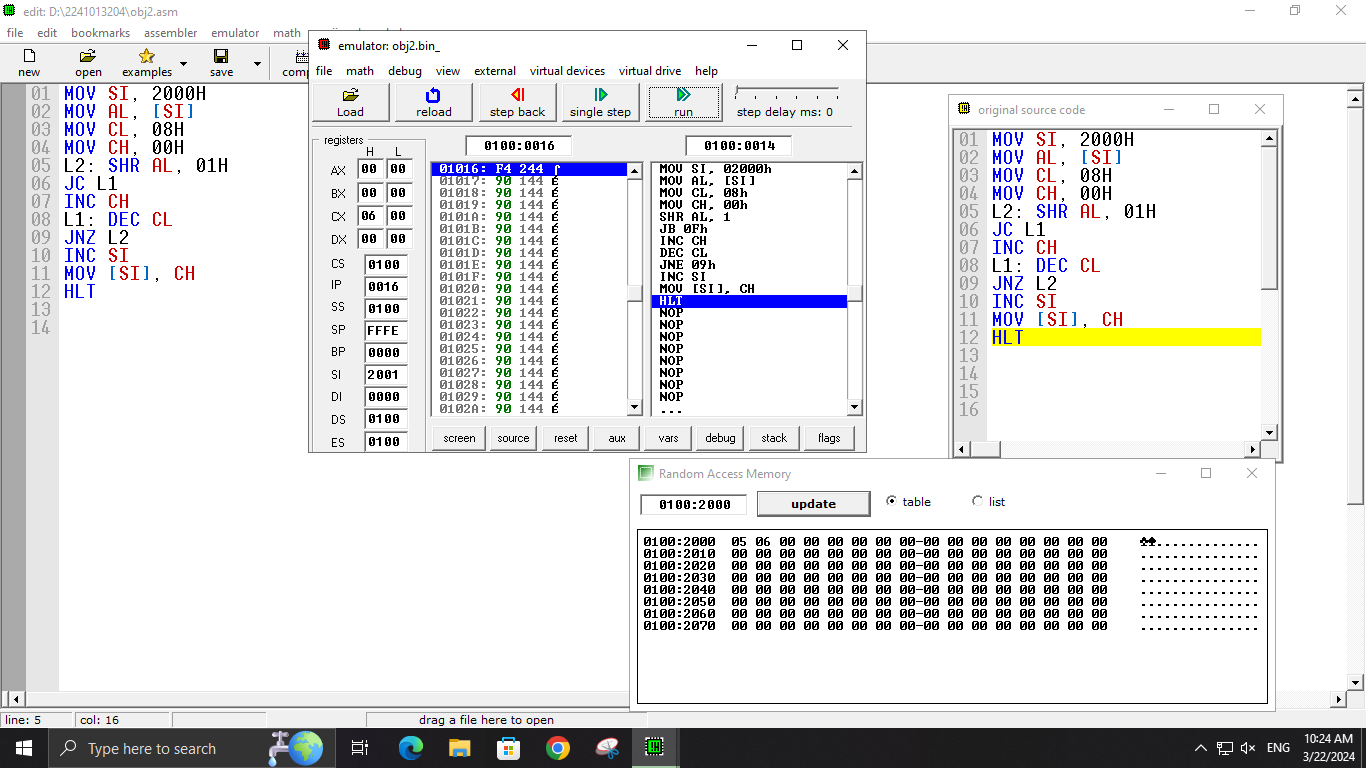 edit: D:\2241013204\obj2.asm
file edit bookmarks assembler emulator math
new open examples save
01 MOV SI, 2000H
02 MOV AL, [SI]
03 MOV CL, 08H
04 MOV CH, 00H
05 L2: SHR AL, 01H
06 JC L1
07 INC CH
08 L1: DEC CL
09 JNZ L2
10 INC SI
11 MOV [SI], CH
12 HLT
13
14
emulator: obj2.bin_
file math debug view external virtual devices virtual drive help
Load reload step back single step run step delay ms: 0
registers
H L
AX 00 00
BX 00 00
CX 06 00
DX 00 00
CS 0100
IP 0016
SS 0100
SP FFFE
BP 0000
SI 2001
DI 0000
DS 0100
ES 0100
0100:0016
01016: F4 244 ⌠
01017: 90 144 É
01018: 90 144 É
01019: 90 144 É
0101A: 90 144 É
0101B: 90 144 É
0101C: 90 144 É
0101D: 90 144 É
0101E: 90 144 É
0101F: 90 144 É
01020: 90 144 É
01021: 90 144 É
01022: 90 144 É
01023: 90 144 É
01024: 90 144 É
01025: 90 144 É
01026: 90 144 É
01027: 90 144 É
01028: 90 144 É
01029: 90 144 É
0102A: 90 144 É
0100:0014
MOV SI, 02000h
MOV AL, [SI]
MOV CL, 08h
MOV CH, 00h
SHR AL, 1
JB 0Fh
INC CH
DEC CL
JNE 09h
INC SI
MOV [SI], CH
HLT
NOP
NOP
NOP
NOP
NOP
NOP
NOP
NOP
...
screen source reset aux vars debug stack flags
original source code
01 MOV SI, 2000H
02 MOV AL, [SI]
03 MOV CL, 08H
04 MOV CH, 00H
05 L2: SHR AL, 01H
06 JC L1
07 INC CH
08 L1: DEC CL
09 JNZ L2
10 INC SI
11 MOV [SI], CH
12 HLT
13
14
15
16
Random Access Memory
0100:2000 update table list
0100:2000 05 06 00 00 00 00 00 00-00 00 00 00 00 00 00 00 ♣♠..............
0100:2010 00 00 00 00 00 00 00 00-00 00 00 00 00 00 00 00 ................
0100:2020 00 00 00 00 00 00 00 00-00 00 00 00 00 00 00 00 ................
0100:2030 00 00 00 00 00 00 00 00-00 00 00 00 00 00 00 00 ................
0100:2040 00 00 00 00 00 00 00 00-00 00 00 00 00 00 00 00 ................
0100:2050 00 00 00 00 00 00 00 00-00 00 00 00 00 00 00 00 ................
0100:2060 00 00 00 00 00 00 00 00-00 00 00 00 00 00 00 00 ................
0100:2070 00 00 00 00 00 00 00 00-00 00 00 00 00 00 00 00 ................
line: 5 col: 16 drag a file here to open
Type here to search
ENG
10:24 AM
3/22/2024